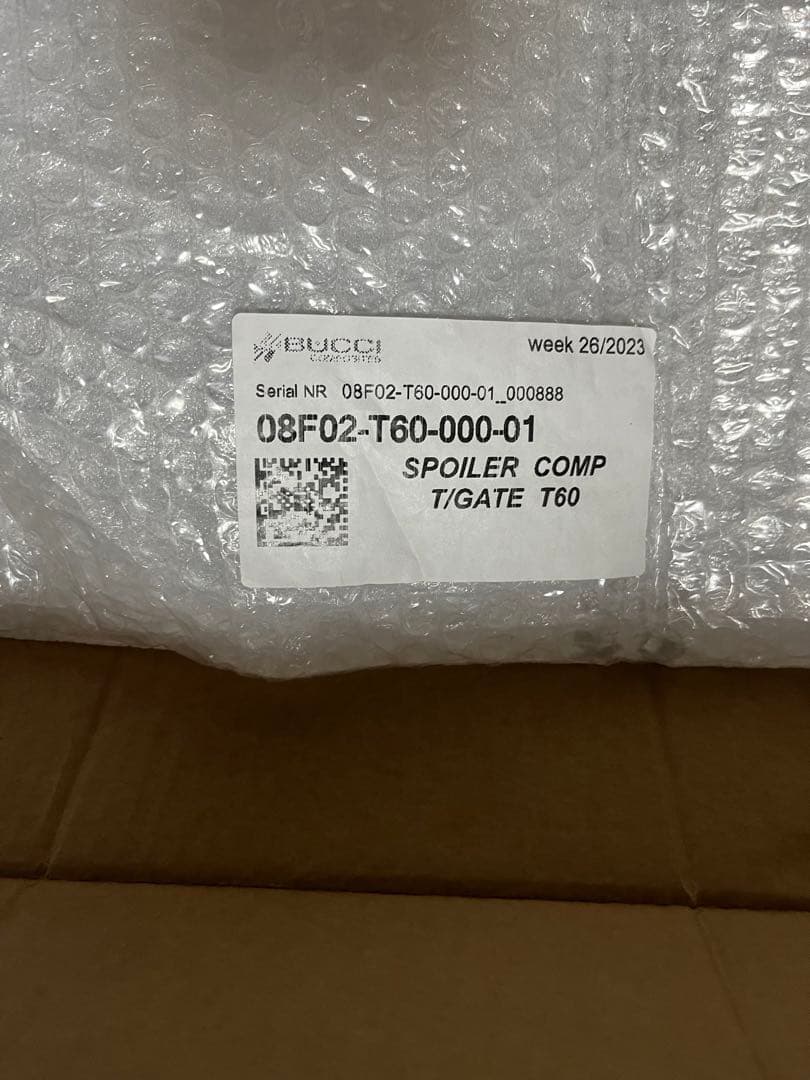 BUCCI
COMPOSITES
week 26/2023
Serial NR 08F02-T60-000-01_000888
08F02-T60-000-01
SPOILER COMP
T/GATE T60